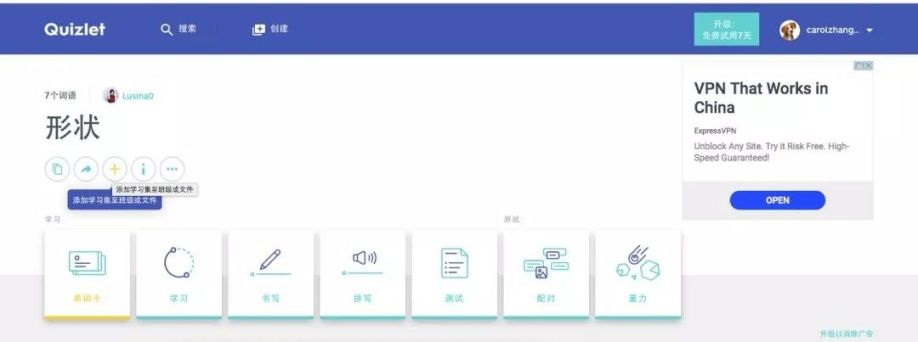 Quizlet
搜索
创建
升级:
免费试用7天
carolzhang...
7个词语
Lusina0
形状
添加学习集至班级或文件
添加学习集至班级或文件
学习
游戏
单词卡
学习
书写
拼写
测试
配对
重力
广告
VPN That Works in
China
ExpressVPN
Unblock Any Site. Try it Risk Free. High-
Speed Guaranteed!
OPEN
升级以消除广告